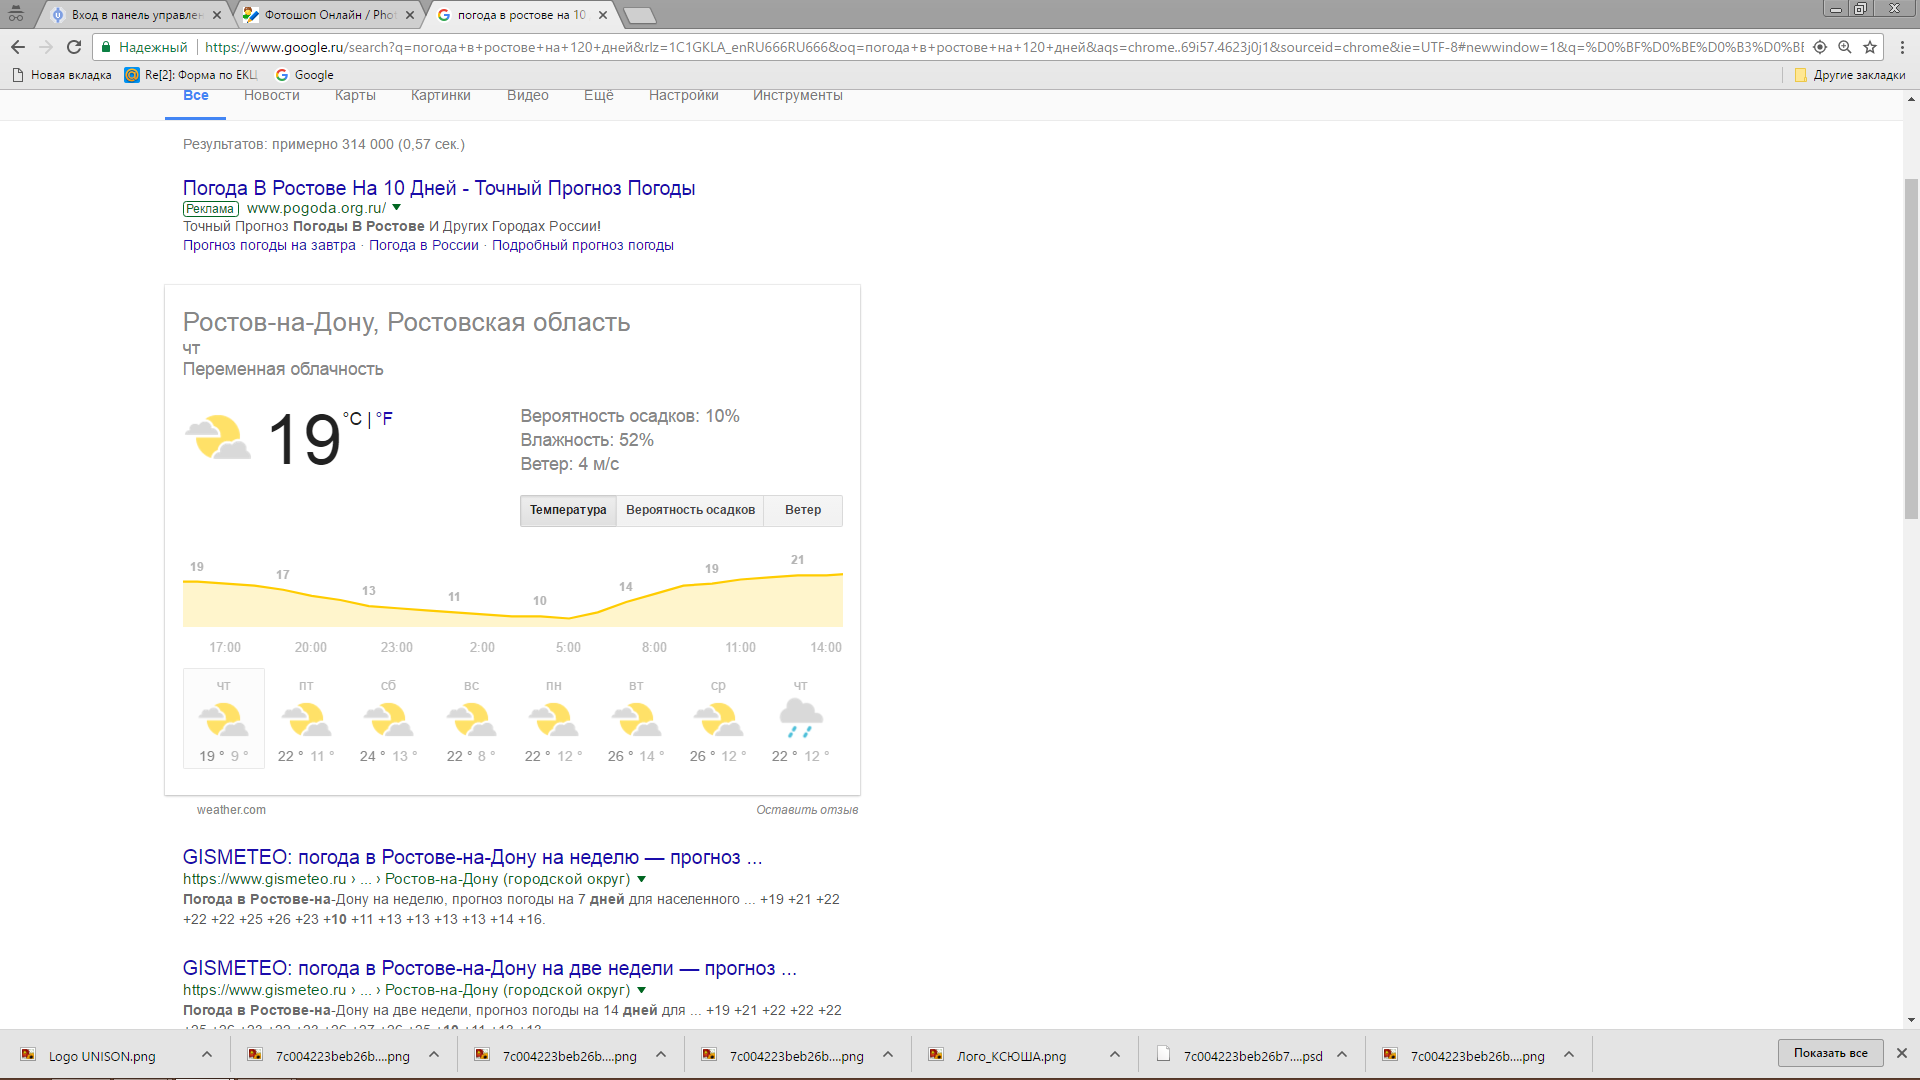 Вход в панель управлен
Фотошоп Онлайн / Phot
погода в ростове на 10
Надежный
https://www.google.ru/search?q=погода+в+ростове+на+120+дней&rlz=1C1GKLA_enRU666RU666&oq=погода+в+ростове+на+120+дней&aqs=chrome..69i57.4623j0j1&sourceid=chrome&ie=UTF-8#newwindow=1&q=%D0%BF%D0%BE%D0%B3%D0%BE
Новая вкладка
Re[2]: Форма по ЕКЦ
Google
Другие закладки
Все Новости Карты Картинки Видео Ещё Настройки Инструменты
Результатов: примерно 314 000 (0,57 сек.)
Погода В Ростове На 10 Дней - Точный Прогноз Погоды
Реклама www.pogoda.org.ru/
Точный Прогноз Погоды В Ростове И Других Городах России!
Прогноз погоды на завтра · Погода в России · Подробный прогноз погоды
Ростов-на-Дону, Ростовская область
чт
Переменная облачность
19 °C | °F
Вероятность осадков: 10%
Влажность: 52%
Ветер: 4 м/с
Температура Вероятность осадков Ветер
19 17 13 11 10 14 19 21
17:00 20:00 23:00 2:00 5:00 8:00 11:00 14:00
чт пт сб вс пн вт ср чт
19 ° 9 ° 22 ° 11 ° 24 ° 13 ° 22 ° 8 ° 22 ° 12 ° 26 ° 14 ° 26 ° 12 ° 22 ° 12 °
weather.com
Оставить отзыв
GISMETEO: погода в Ростове-на-Дону на неделю — прогноз ...
https://www.gismeteo.ru › ... › Ростов-на-Дону (городской округ)
Погода в Ростове-на-Дону на неделю, прогноз погоды на 7 дней для населенного ... +19 +21 +22
+22 +22 +25 +26 +23 +10 +11 +13 +13 +13 +13 +14 +16.
GISMETEO: погода в Ростове-на-Дону на две недели — прогноз ...
https://www.gismeteo.ru › ... › Ростов-на-Дону (городской округ)
Погода в Ростове-на-Дону на две недели, прогноз погоды на 14 дней для ... +19 +21 +22 +22 +22
Logo UNISON.png
7c004223beb26b....png
7c004223beb26b....png
7c004223beb26b....png
Лого_КСЮША.png
7c004223beb26b7....psd
7c004223beb26b....png
Показать все